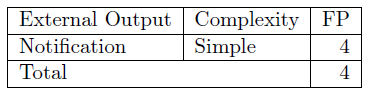 External Output Complexity FP
Notification Simple 4
Total 4